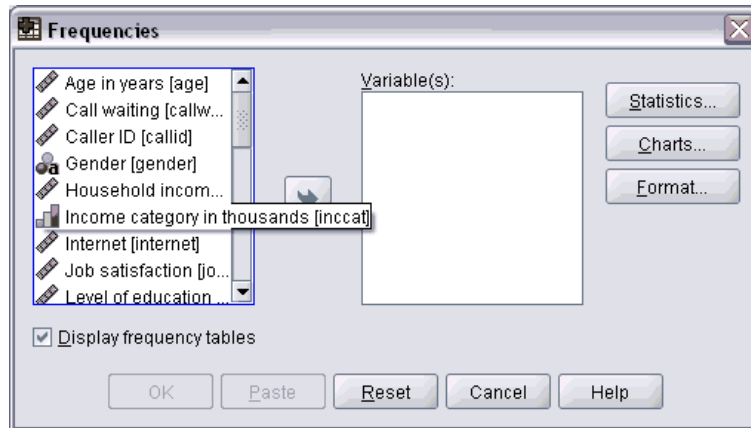 Frequencies
Age in years [age]
Call waiting [callw...
Caller ID [callid]
Gender [gender]
Household incom...
Income category in thousands [inccat]
Internet [internet]
Job satisfaction [jo...
Level of education ...
Variable(s):
Statistics...
Charts...
Format...
Display frequency tables
OK
Paste
Reset
Cancel
Help